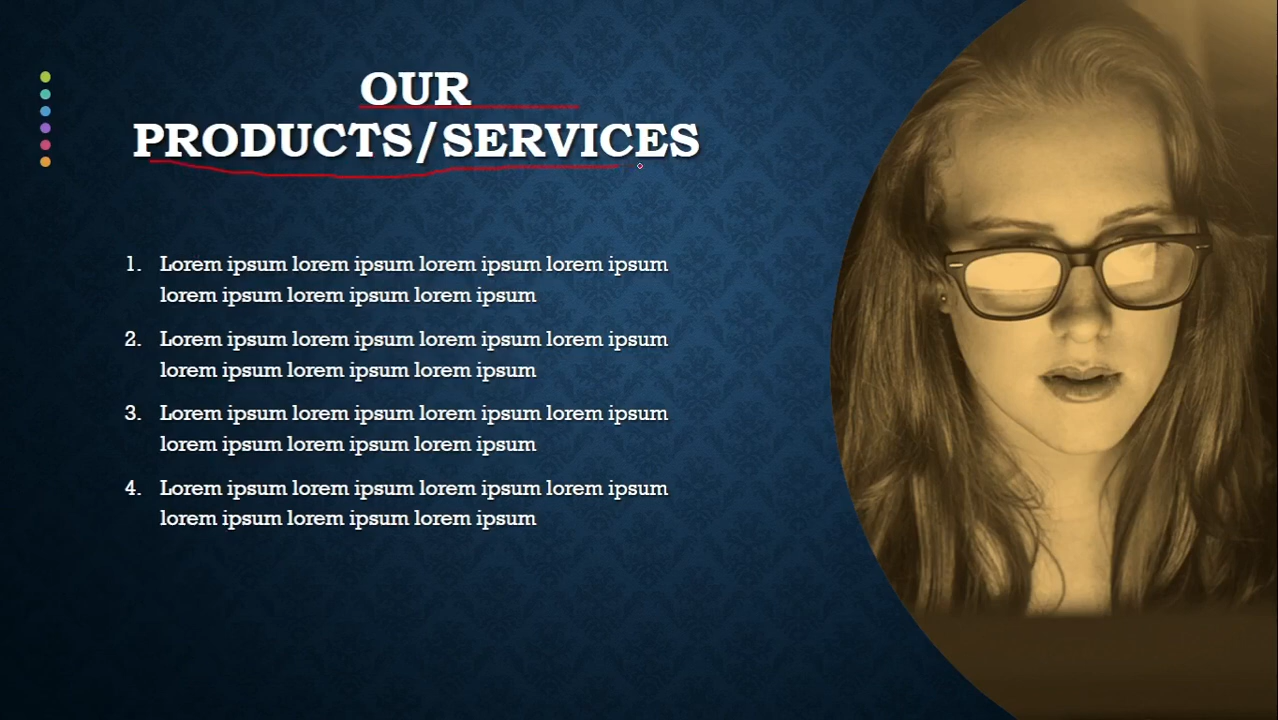 OUR
PRODUCTS/SERVICES
1. Lorem ipsum lorem ipsum lorem ipsum lorem ipsum
lorem ipsum lorem ipsum lorem ipsum
2. Lorem ipsum lorem ipsum lorem ipsum lorem ipsum
lorem ipsum lorem ipsum lorem ipsum
3. Lorem ipsum lorem ipsum lorem ipsum lorem ipsum
lorem ipsum lorem ipsum lorem ipsum
4. Lorem ipsum lorem ipsum lorem ipsum lorem ipsum
lorem ipsum lorem ipsum lorem ipsum